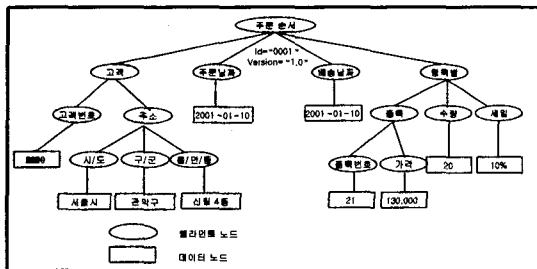 주문 순서
Id="0001"
Version="1.0"
고객
주문날짜
배송날짜
항목별
고객번호
주소
2001-01-10
2001-01-10
품목
수량
세일
시/도
구/군
읍/면/동
품목번호
가격
20
10%
서울시
관악구
신림4동
21
130,000
엘리먼트 노드
데이터 노드